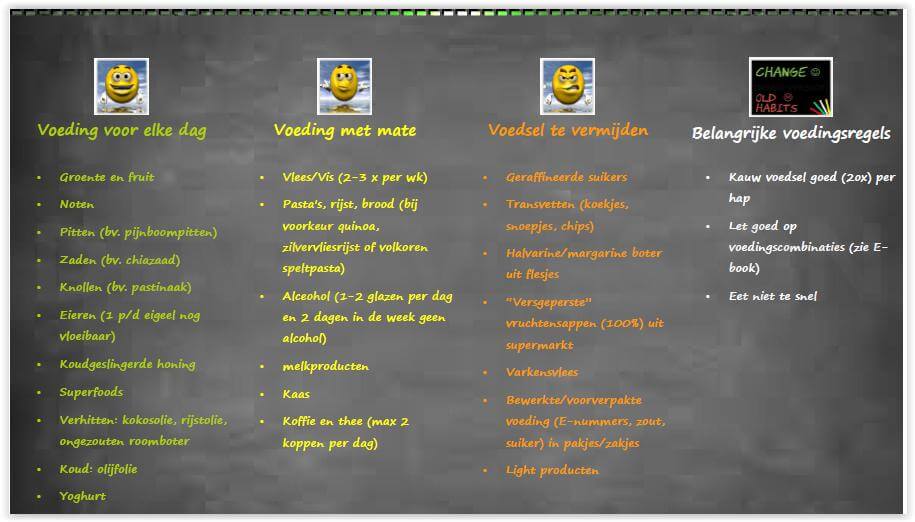 CHANGE ☺
OLD ☹
HABITS
Voeding voor elke dag
• Groente en fruit
• Noten
• Pitten (bv. pijnboompitten)
• Zaden (bv. chiazaad)
• Knollen (bv. pastinaak)
• Eieren (1 p/d eigeel nog
vloeibaar)
• Koudgeslingerde honing
• Superfoods
• Verhitten: kokosolie, rijstolie,
ongezouten roomboter
• Koud: olijfolie
• Yoghurt
Voeding met mate
• Vlees/Vis (2-3 x per wk)
• Pasta's, rijst, brood (bij
voorkeur quinoa,
zilvervliesrijst of volkoren
speltpasta)
• Alceohol (1-2 glazen per dag
en 2 dagen in de week geen
alcohol)
• melkproducten
• Kaas
• Koffie en thee (max 2
koppen per dag)
Voedsel te vermijden
• Geraffineerde suikers
• Transvetten (koekjes,
snoepjes, chips)
• Halvarine/margarine boter
uit flesjes
• "Versgeperste"
vruchtensappen (100%) uit
supermarkt
• Varkensvlees
• Bewerkte/voorverpakte
voeding (E-nummers, zout,
suiker) in pakjes/zakjes
• Light producten
Belangrijke voedingsregels
• Kauw voedsel goed (20x) per
hap
• Let goed op
voedingscombinaties (zie E-
book)
• Eet niet te snel